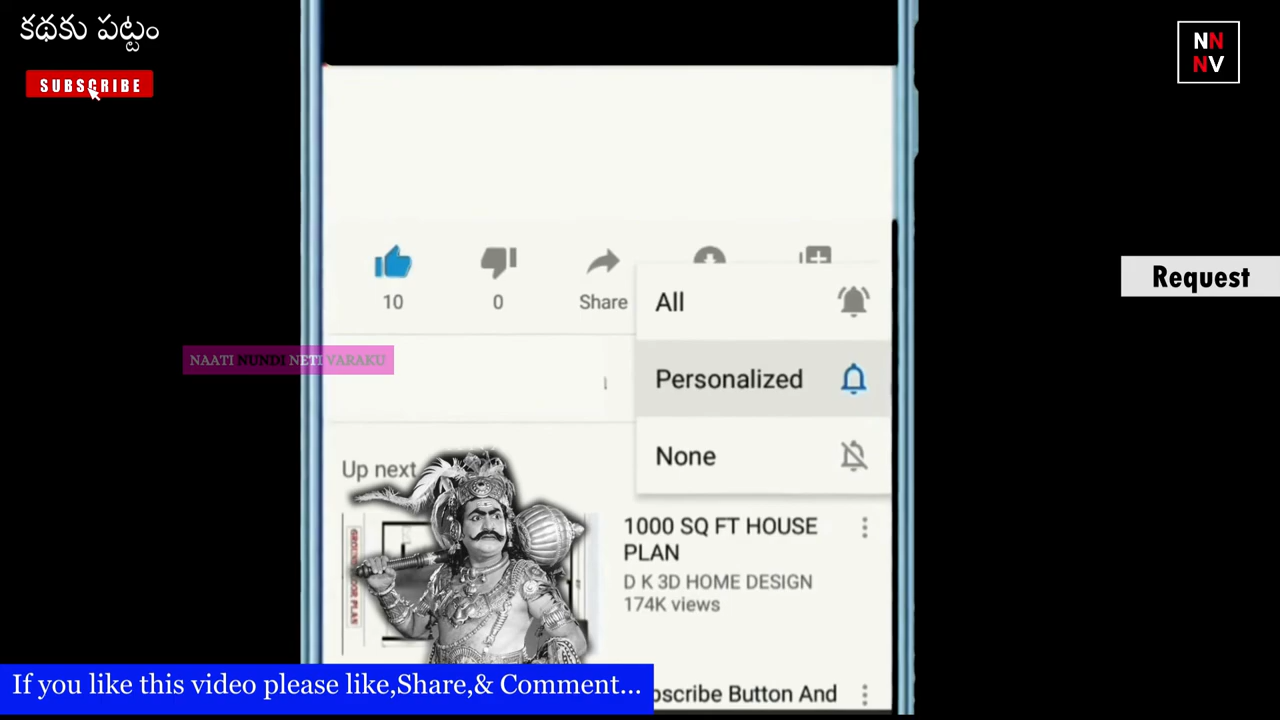 కథకు పట్టం
SUBSCRIBE
NN
NV
10
0
Share
All
Personalized
None
Request
NAATI NUNDI NETI VARAKU
Up next
1000 SQ FT HOUSE
PLAN
D K 3D HOME DESIGN
174K views
If you like this video please like,Share,& Comment...
bscribe Button And